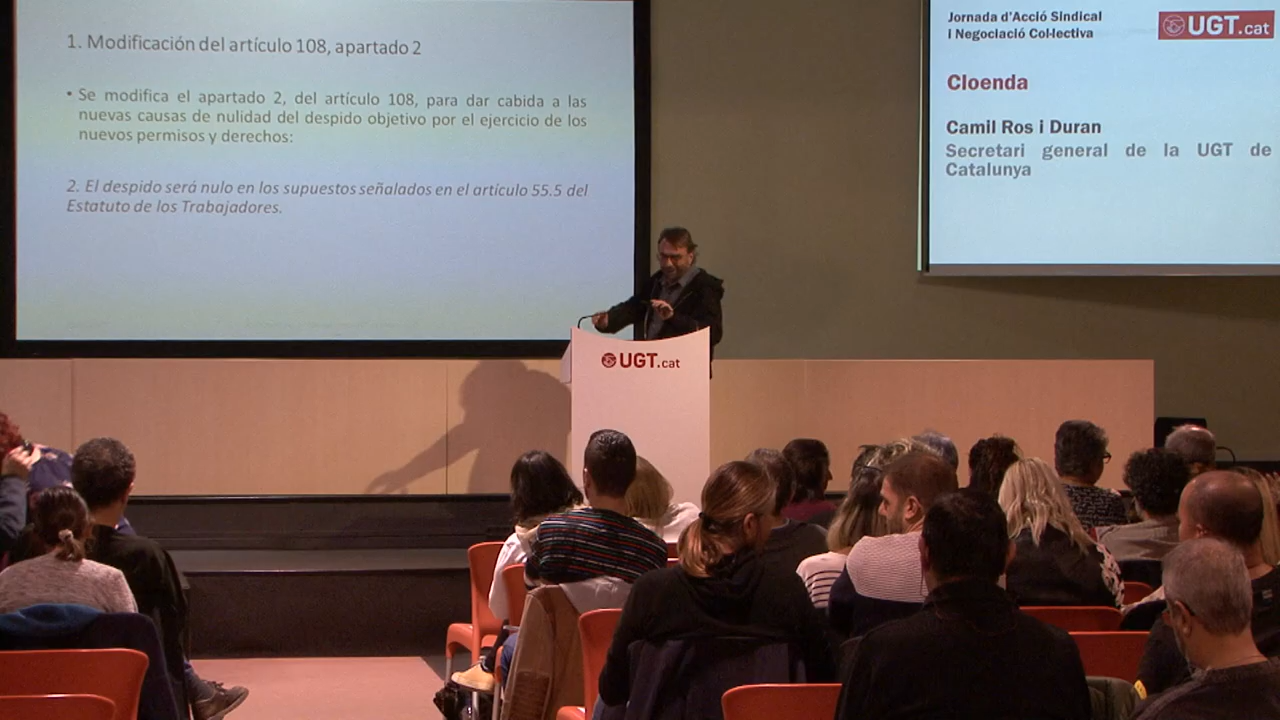 1. Modificación del artículo 108, apartado 2
• Se modifica el apartado 2, del artículo 108, para dar cabida a las
nuevas causas de nulidad del despido objetivo por el ejercicio de los
nuevos permisos y derechos:
2. El despido será nulo en los supuestos señalados en el artículo 55.5 del
Estatuto de los Trabajadores.
Jornada d'Acció Sindical
i Negociació Col·lectiva
UGT.cat
Cloenda
Camil Ros i Duran
Secretari general de la UGT de
Catalunya
UGT.cat